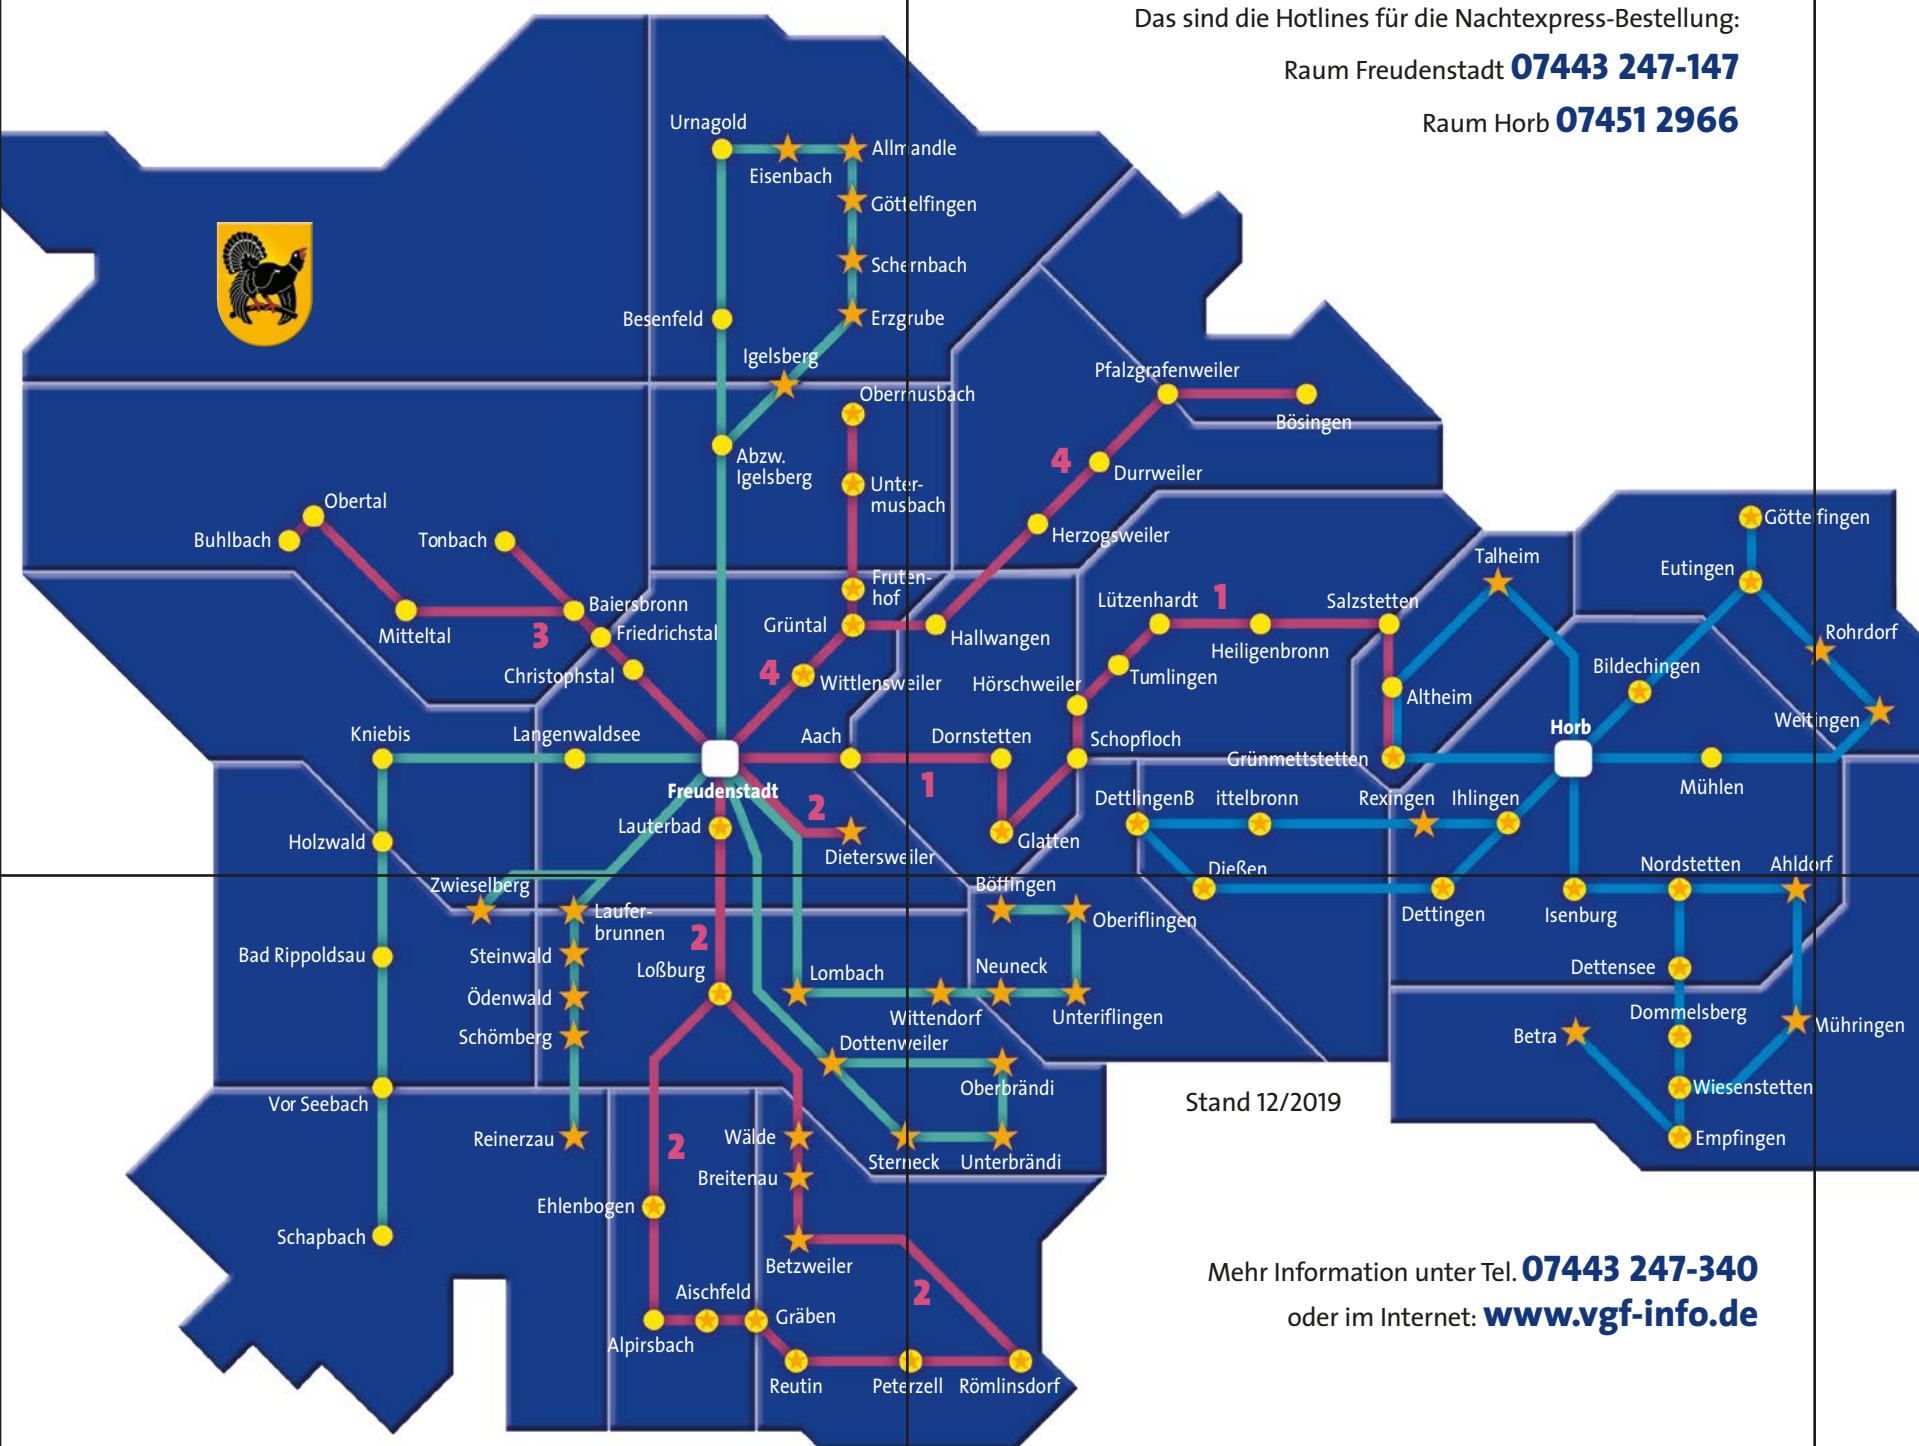 Das sind die Hotlines für die Nachtexpress-Bestellung:
Raum Freudenstadt 07443 247-147
Raum Horb 07451 2966
Urnagold
Eisenbach
Allmandle
Göttelfingen
Schernbach
Erzgrube
Besenfeld
Igelsberg
Obermusbach
Abzw.
Igelsberg
Unter-
musbach
Pfalzgrafenweiler
Bösingen
4
Durrweiler
Herzogsweiler
Obertal
Buhlbach
Tonbach
Mitteltal
3
Baiersbronn
Friedrichstal
Christophstal
Fruten-
hof
Grüntal
Hallwangen
4
Wittlensweiler
Lützenhardt
1
Heiligenbronn
Salzstetten
Tumlingen
Hörschweiler
Altheim
Talheim
Göttelfingen
Eutingen
Rohrdorf
Bildechingen
Weitingen
Horb
Mühlen
Kniebis
Langenwaldsee
Freudenstadt
Aach
Dornstetten
1
Schopfloch
Grünmettstetten
Glatten
2
Dietersweiler
Lauterbad
Holzwald
Zwieselberg
DettlingenB
ittelbronn
Rexingen
Ihlingen
Dießen
Dettingen
Isenburg
Nordstetten
Ahldorf
Böffingen
Oberiflingen
Laufer-
brunnen
2
Steinwald
Loßburg
Ödenwald
Schömberg
Bad Rippoldsau
Lombach
Wittendorf
Neuneck
Unteriflingen
Dettensee
Dommelsberg
Betra
Mühringen
Wiesenstetten
Empfingen
Dottenweiler
Oberbrändi
Sterneck
Unterbrändi
Stand 12/2019
Vor Seebach
Reinerzau
2
Wälde
Breitenau
Ehlenbogen
Schapbach
Betzweiler
2
Aischfeld
Gräben
Alpirsbach
Reutin
Peterzell
Römlinsdorf
Mehr Information unter Tel. 07443 247-340
oder im Internet: www.vgf-info.de